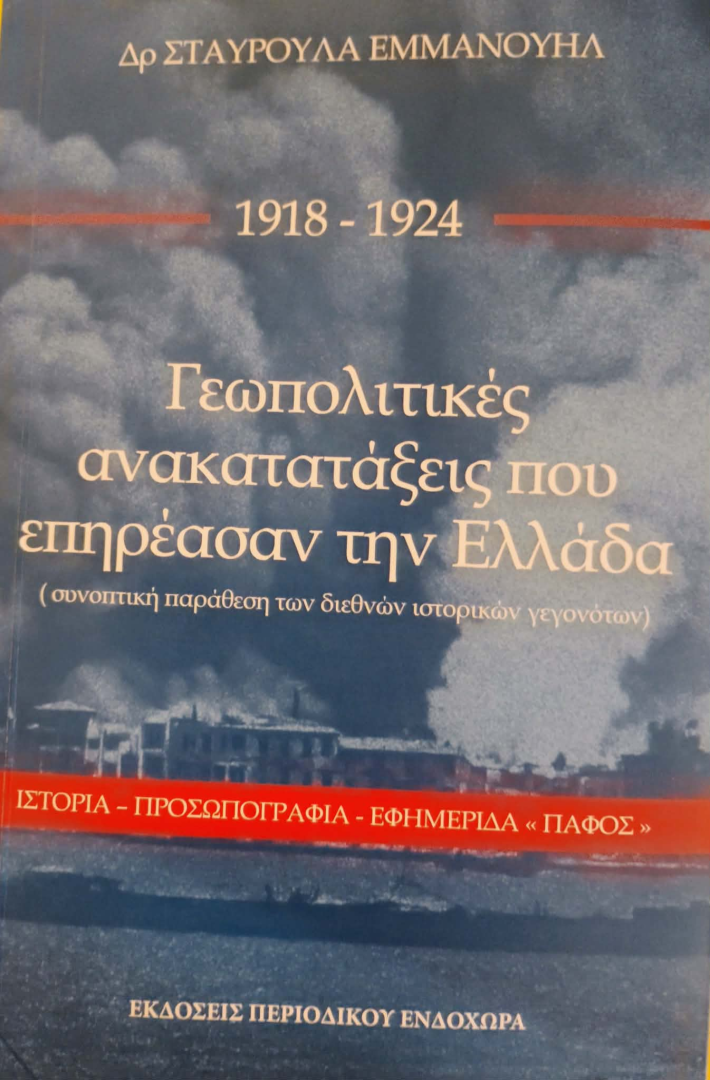 Δρ ΣΤΑΥΡΟΥΛΑ ΕΜΜΑΝΟΥΗΛ
1918 - 1924
Γεωπολιτικές
ανακατατάξεις που
επηρέασαν την Ελλάδα
( συνοπτική παράθεση των διεθνών ιστορικών γεγονότων)
ΙΣΤΟΡΙΑ – ΠΡΟΣΩΠΟΓΡΑΦΙΑ - ΕΦΗΜΕΡΙΔΑ « ΠΑΦΟΣ »
ΕΚΔΟΣΕΙΣ ΠΕΡΙΟΔΙΚΟΥ ΕΝΔΟΧΩΡΑ